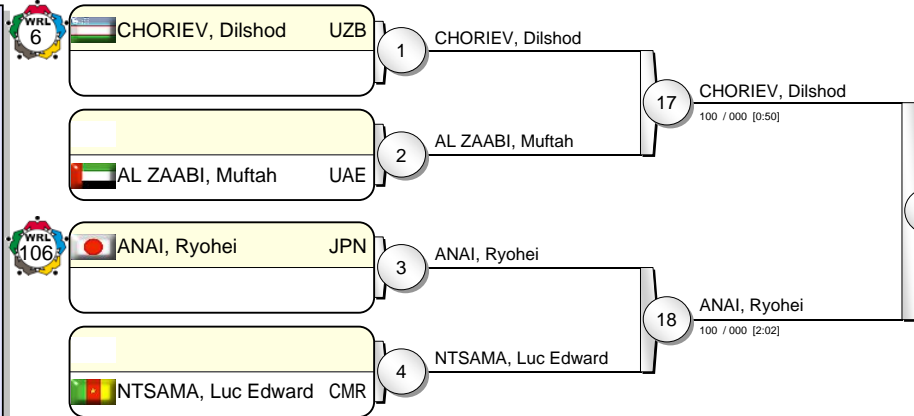 WRL
6
CHORIEV, Dilshod UZB
1
CHORIEV, Dilshod
17
CHORIEV, Dilshod
100 / 000 [0:50]
2
AL ZAABI, Muftah
AL ZAABI, Muftah UAE
WRL
106
ANAI, Ryohei JPN
3
ANAI, Ryohei
18
ANAI, Ryohei
100 / 000 [2:02]
4
NTSAMA, Luc Edward
NTSAMA, Luc Edward CMR